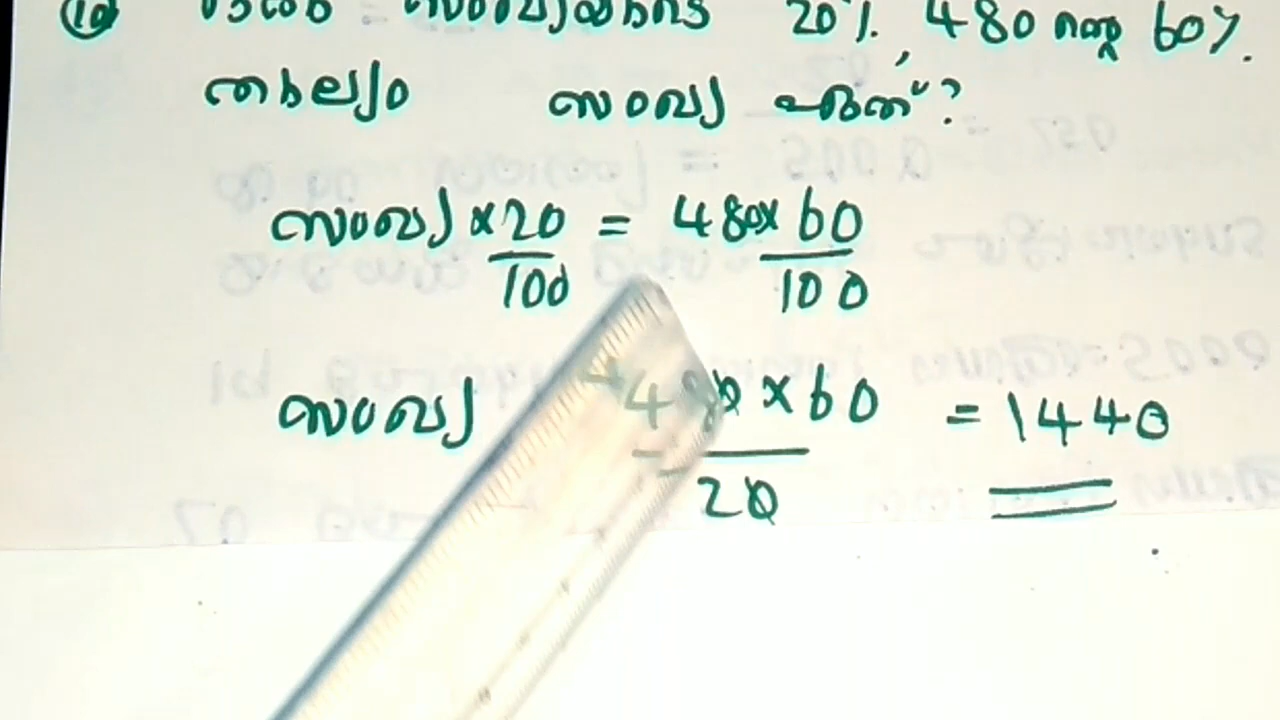 20%, 480 ന്റെ 60%.
തുല്യം സംഖ്യ ഏത്?
സംഖ്യ × 20/100 = 480 × 60/100
സംഖ്യ 480 × 60/20 = 1440